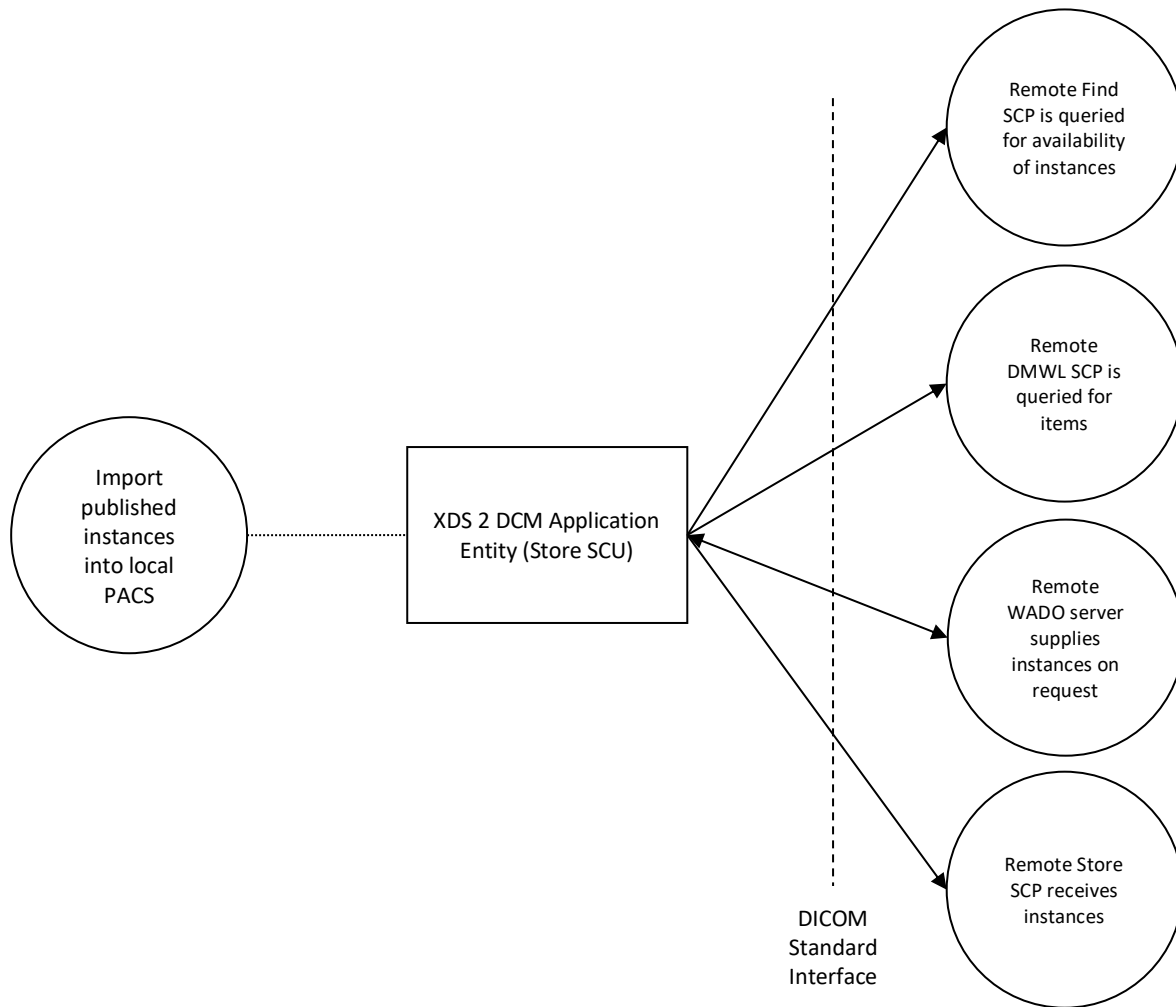 Import
published
instances
into local
PACS
XDS 2 DCM Application
Entity (Store SCU)
Remote Find
SCP is queried
for availability
of instances
Remote
DMWL SCP is
queried for
items
Remote
WADO server
supplies
instances on
request
Remote Store
SCP receives
instances
DICOM
Standard
Interface